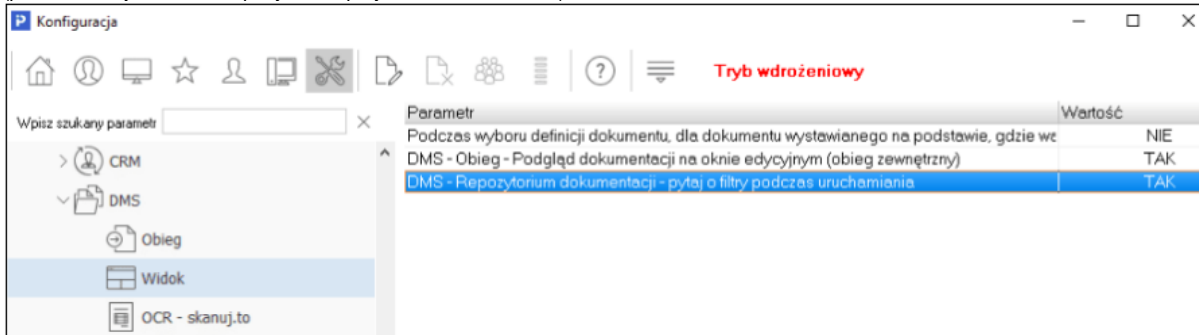 Konfiguracja
Tryb wdrożeniowy
Wpisz szukany parametr
CRM
DMS
Obieg
Widok
OCR - skanuj.to
Parametr Wartość
Podczas wyboru definicji dokumentu, dla dokumentu wystawianego na podstawie, gdzie we NIE
DMS - Obieg - Podgląd dokumentacji na oknie edycyjnym (obieg zewnętrzny) TAK
DMS - Repozytorium dokumentacji - pytaj o filtry podczas uruchamiania TAK